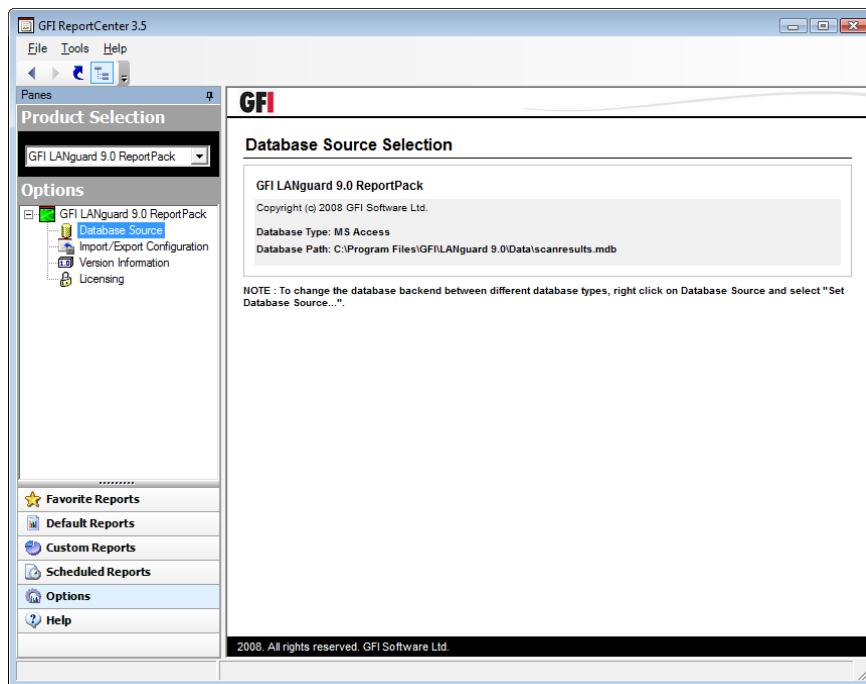 GFI ReportCenter 3.5
File Tools Help
Panes
Product Selection
GFI LANguard 9.0 ReportPack
Options
GFI LANguard 9.0 ReportPack
Database Source
Import/Export Configuration
Version Information
Licensing
Favorite Reports
Default Reports
Custom Reports
Scheduled Reports
Options
Help
GFI
Database Source Selection
GFI LANguard 9.0 ReportPack
Copyright (c) 2008 GFI Software Ltd.
Database Type: MS Access
Database Path: C:\Program Files\GFI\LANguard 9.0\Data\scanresults.mdb
NOTE : To change the database backend between different database types, right click on Database Source and select "Set
Database Source...".
2008. All rights reserved. GFI Software Ltd.